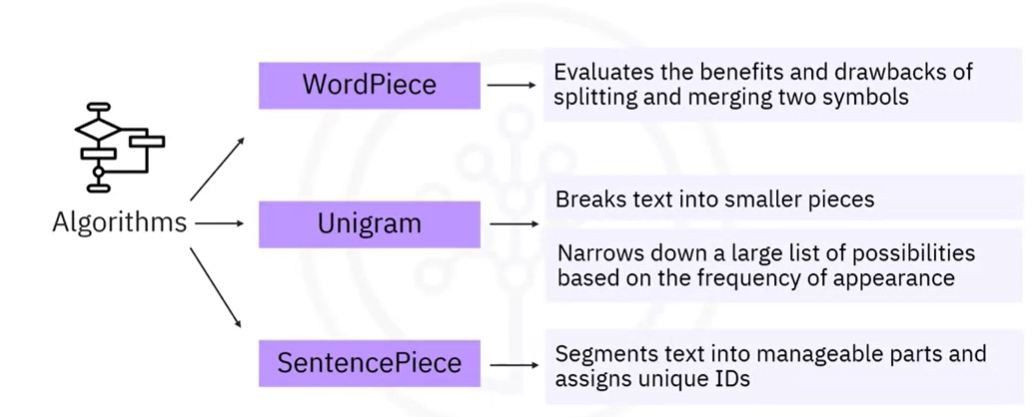 Algorithms
WordPiece
Evaluates the benefits and drawbacks of
splitting and merging two symbols
Unigram
Breaks text into smaller pieces
Narrows down a large list of possibilities
based on the frequency of appearance
SentencePiece
Segments text into manageable parts and
assigns unique IDs